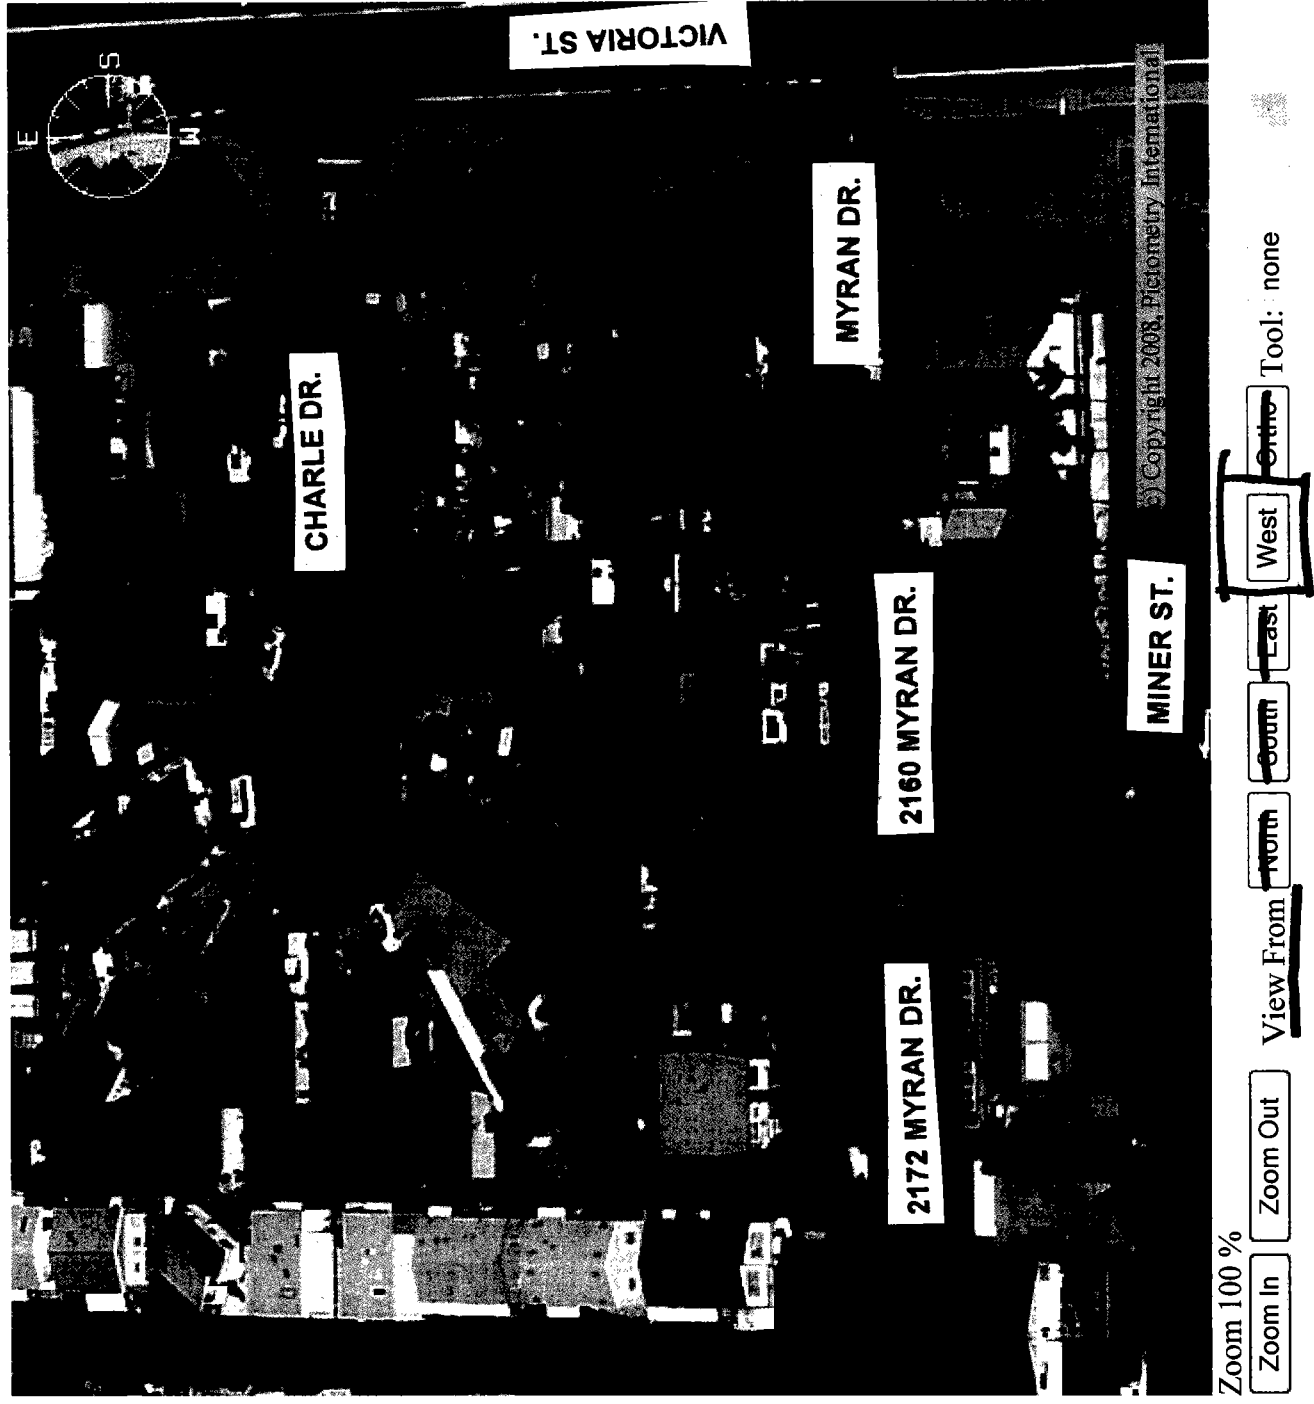 VICTORIA ST.
E
S
W
CHARLE DR.
MYRAN DR.
2160 MYRAN DR.
2172 MYRAN DR.
MINER ST.
Copyright 2008, Pictometry International
Zoom 100 %
Zoom In Zoom Out View From North South East West Ortho Tool: none